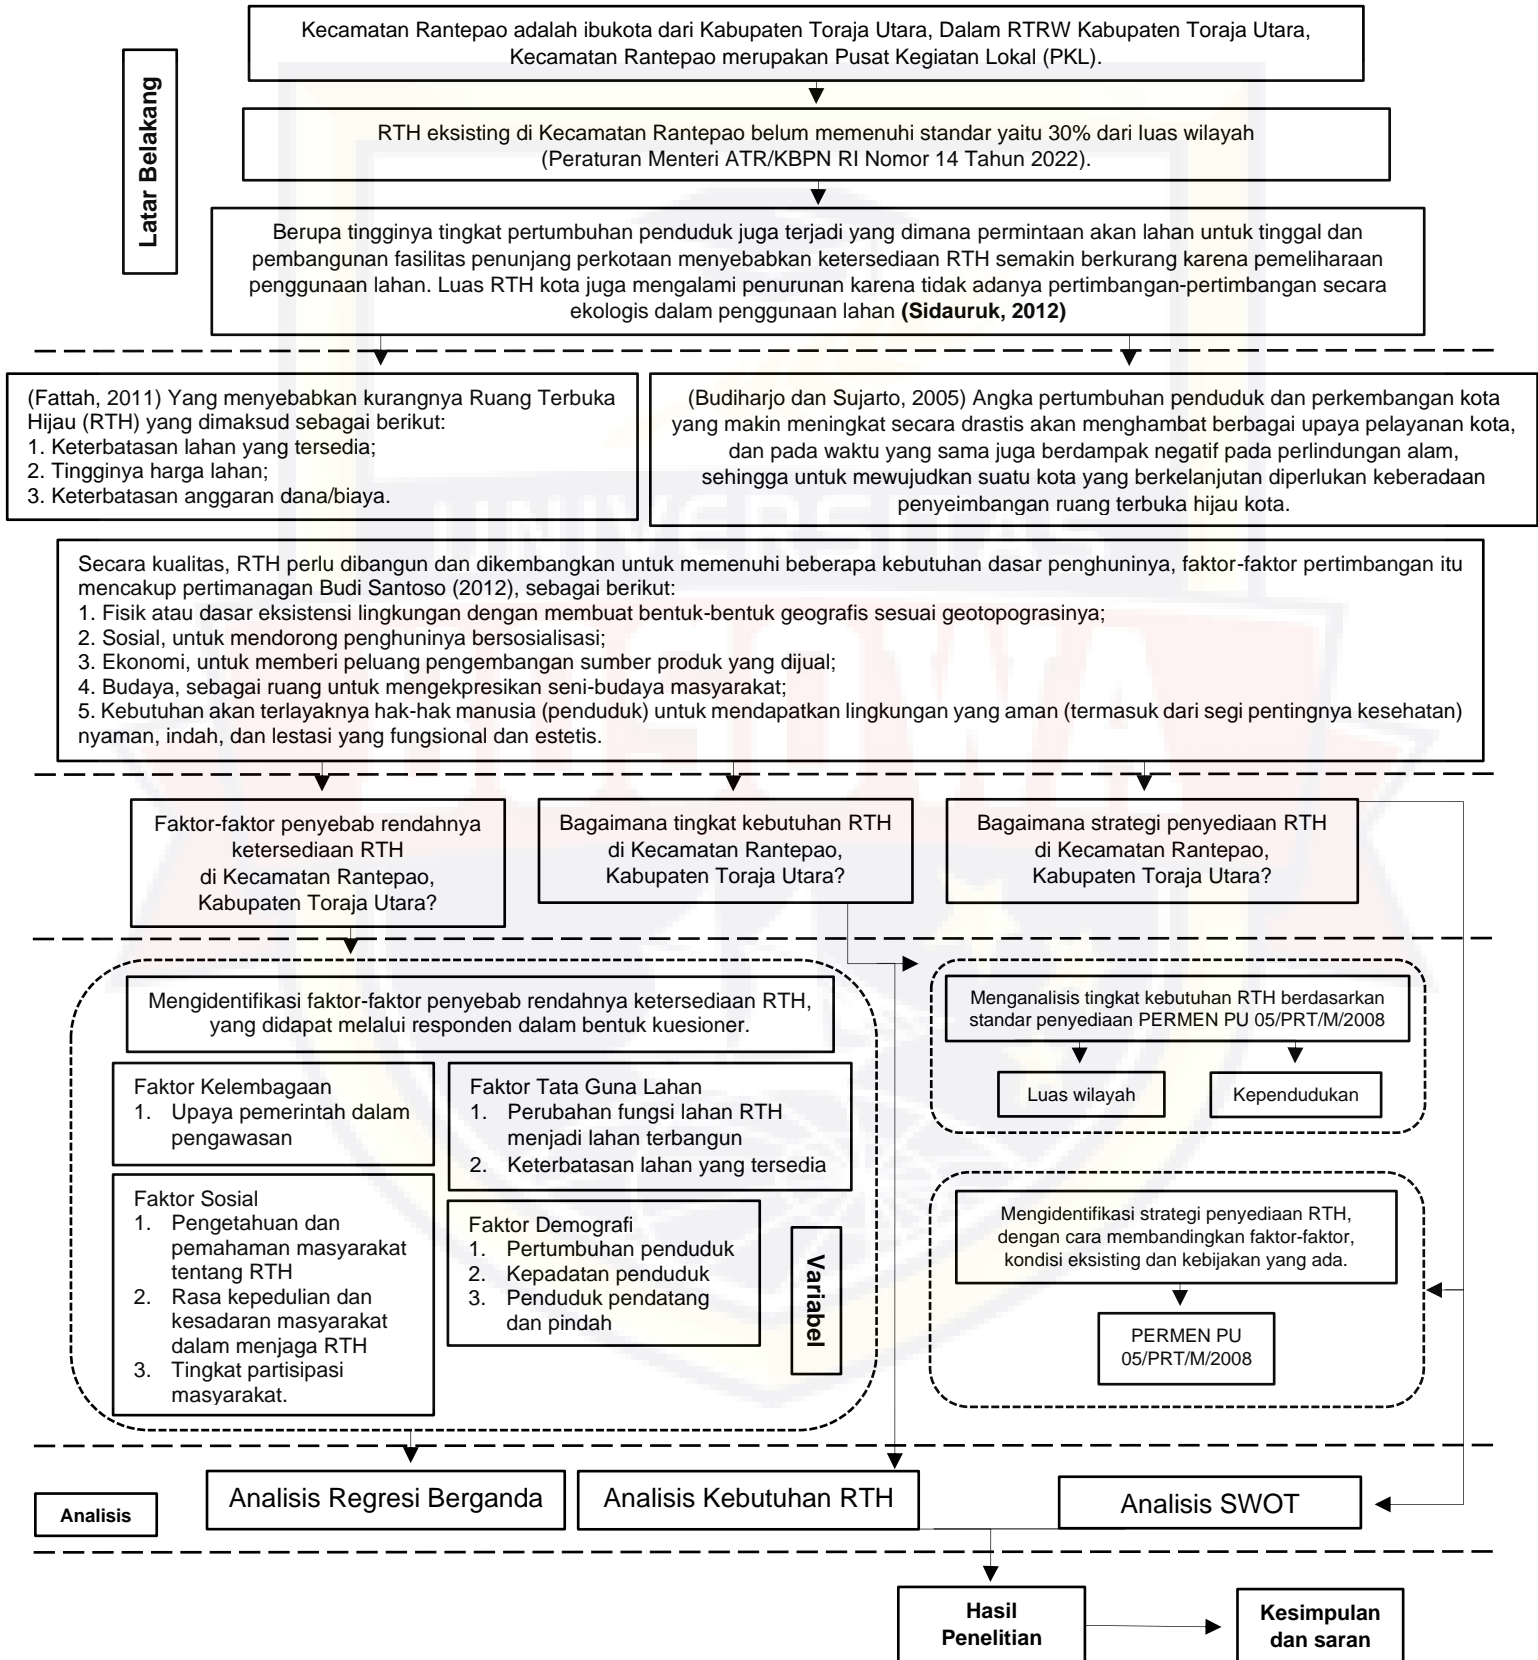 Kecamatan Rantepao adalah ibukota dari Kabupaten Toraja Utara, Dalam RTRW Kabupaten Toraja Utara,
Kecamatan Rantepao merupakan Pusat Kegiatan Lokal (PKL).
Latar Belakang
RTH eksisting di Kecamatan Rantepao belum memenuhi standar yaitu 30% dari luas wilayah
(Peraturan Menteri ATR/KBPN RI Nomor 14 Tahun 2022).
Berupa tingginya tingkat pertumbuhan penduduk juga terjadi yang dimana permintaan akan lahan untuk tinggal dan
pembangunan fasilitas penunjang perkotaan menyebabkan ketersediaan RTH semakin berkurang karena pemeliharaan
penggunaan lahan. Luas RTH kota juga mengalami penurunan karena tidak adanya pertimbangan-pertimbangan secara
ekologis dalam penggunaan lahan (Sidauruk, 2012)
(Fattah, 2011) Yang menyebabkan kurangnya Ruang Terbuka
Hijau (RTH) yang dimaksud sebagai berikut:
1. Keterbatasan lahan yang tersedia;
2. Tingginya harga lahan;
3. Keterbatasan anggaran dana/biaya.
(Budiharjo dan Sujarto, 2005) Angka pertumbuhan penduduk dan perkembangan kota
yang makin meningkat secara drastis akan menghambat berbagai upaya pelayanan kota,
dan pada waktu yang sama juga berdampak negatif pada perlindungan alam,
sehingga untuk mewujudkan suatu kota yang berkelanjutan diperlukan keberadaan
penyeimbangan ruang terbuka hijau kota.
UNIVERSITAS
Secara kualitas, RTH perlu dibangun dan dikembangkan untuk memenuhi beberapa kebutuhan dasar penghuninya, faktor-faktor pertimbangan itu
mencakup pertimanagan Budi Santoso (2012), sebagai berikut:
1. Fisik atau dasar eksistensi lingkungan dengan membuat bentuk-bentuk geografis sesuai geotopograsinya;
2. Sosial, untuk mendorong penghuninya bersosialisasi;
3. Ekonomi, untuk memberi peluang pengembangan sumber produk yang dijual;
4. Budaya, sebagai ruang untuk mengekpresikan seni-budaya masyarakat;
5. Kebutuhan akan terlayaknya hak-hak manusia (penduduk) untuk mendapatkan lingkungan yang aman (termasuk dari segi pentingnya kesehatan)
nyaman, indah, dan lestasi yang fungsional dan estetis.
BOSOWA
Faktor-faktor penyebab rendahnya
ketersediaan RTH
di Kecamatan Rantepao,
Kabupaten Toraja Utara?
Bagaimana tingkat kebutuhan RTH
di Kecamatan Rantepao,
Kabupaten Toraja Utara?
Bagaimana strategi penyediaan RTH
di Kecamatan Rantepao,
Kabupaten Toraja Utara?
Mengidentifikasi faktor-faktor penyebab rendahnya ketersediaan RTH,
yang didapat melalui responden dalam bentuk kuesioner.
Faktor Kelembagaan
1. Upaya pemerintah dalam
pengawasan
Faktor Tata Guna Lahan
1. Perubahan fungsi lahan RTH
menjadi lahan terbangun
2. Keterbatasan lahan yang tersedia
Faktor Sosial
1. Pengetahuan dan
pemahaman masyarakat
tentang RTH
2. Rasa kepedulian dan
kesadaran masyarakat
dalam menjaga RTH
3. Tingkat partisipasi
masyarakat.
Faktor Demografi
1. Pertumbuhan penduduk
2. Kepadatan penduduk
3. Penduduk pendatang
dan pindah
Variabel
Menganalisis tingkat kebutuhan RTH berdasarkan
standar penyediaan PERMEN PU 05/PRT/M/2008
Luas wilayah
Kependudukan
Mengidentifikasi strategi penyediaan RTH,
dengan cara membandingkan faktor-faktor,
kondisi eksisting dan kebijakan yang ada.
PERMEN PU
05/PRT/M/2008
Analisis
Analisis Regresi Berganda
Analisis Kebutuhan RTH
Analisis SWOT
Hasil
Penelitian
Kesimpulan
dan saran